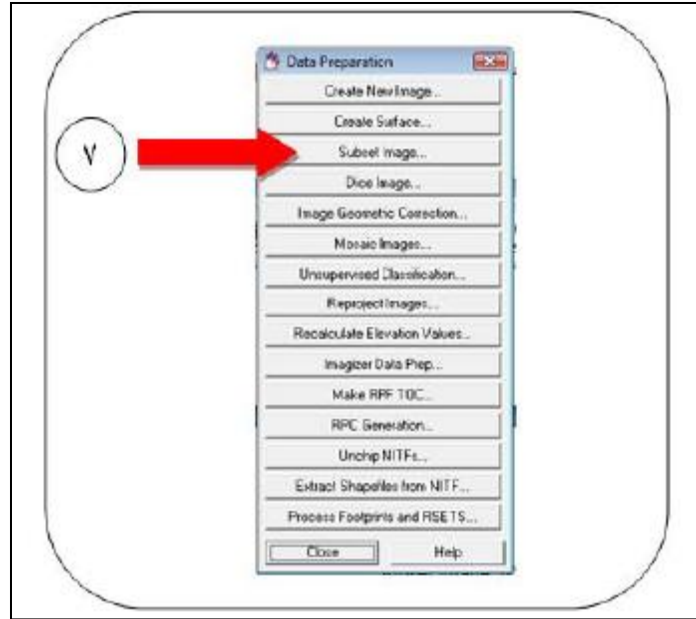 Data Preparation
Create New Image...
Create Surface...
٧
Subset Image...
Dice Image...
Image Geometric Correction...
Mosaic Images...
Unsupervised Classification...
Reproject Images...
Recalculate Elevation Values...
Imagizer Data Prep...
Make RPF TOC...
RPC Generation...
Unchip NITFs...
Extract Shapefiles from NITF...
Process Footprints and RSETS...
Close Help